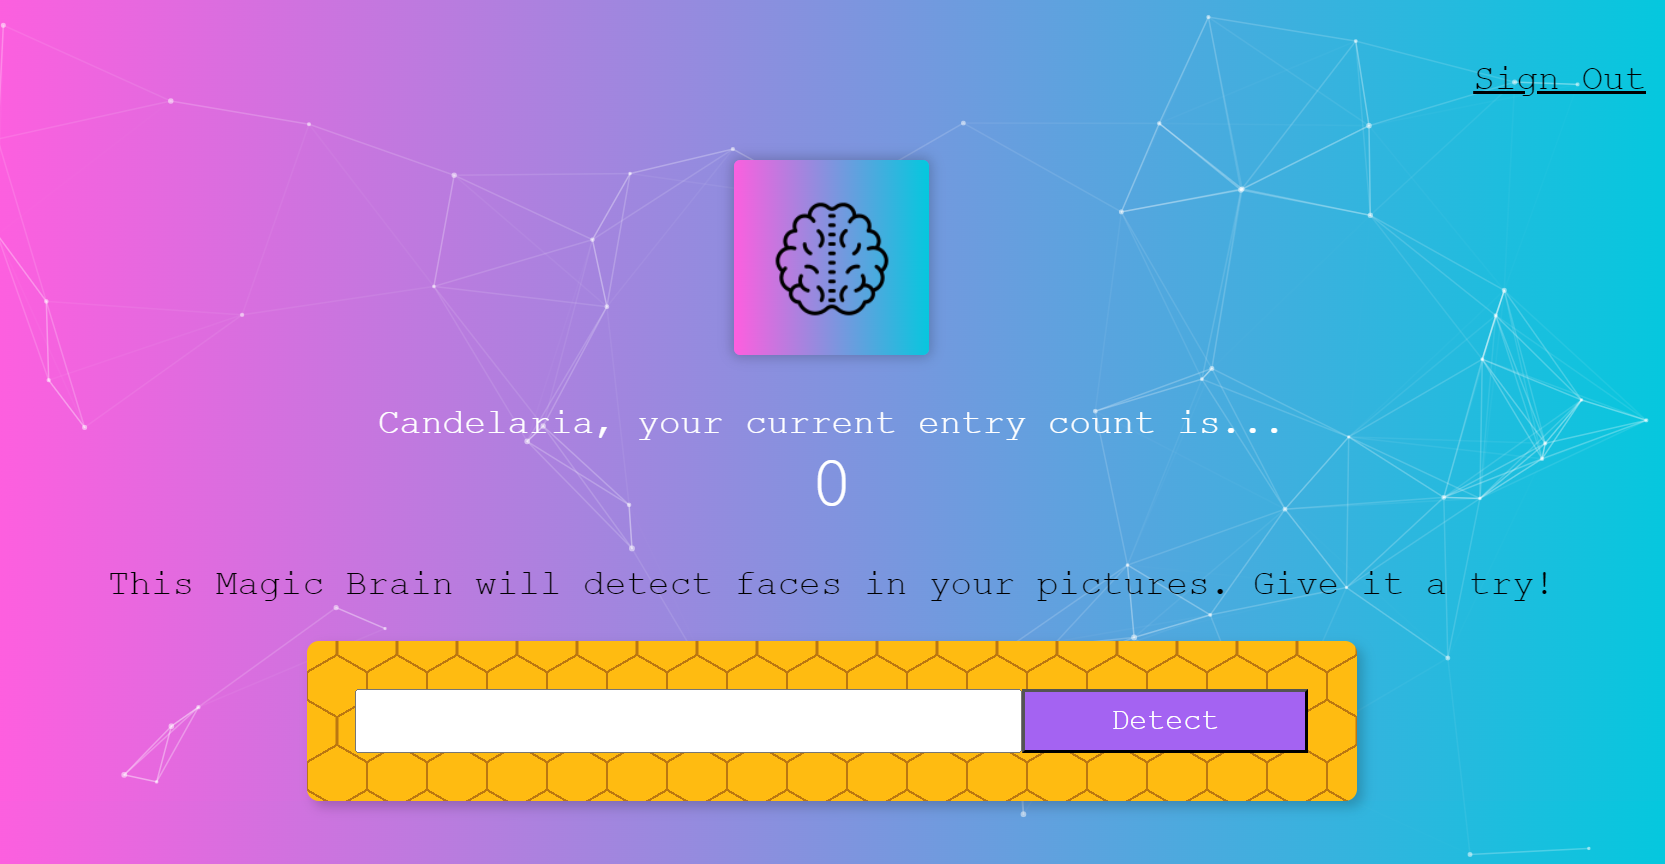 Sign Out
Candelaria, your current entry count is...
0
This Magic Brain will detect faces in your pictures. Give it a try!
Detect